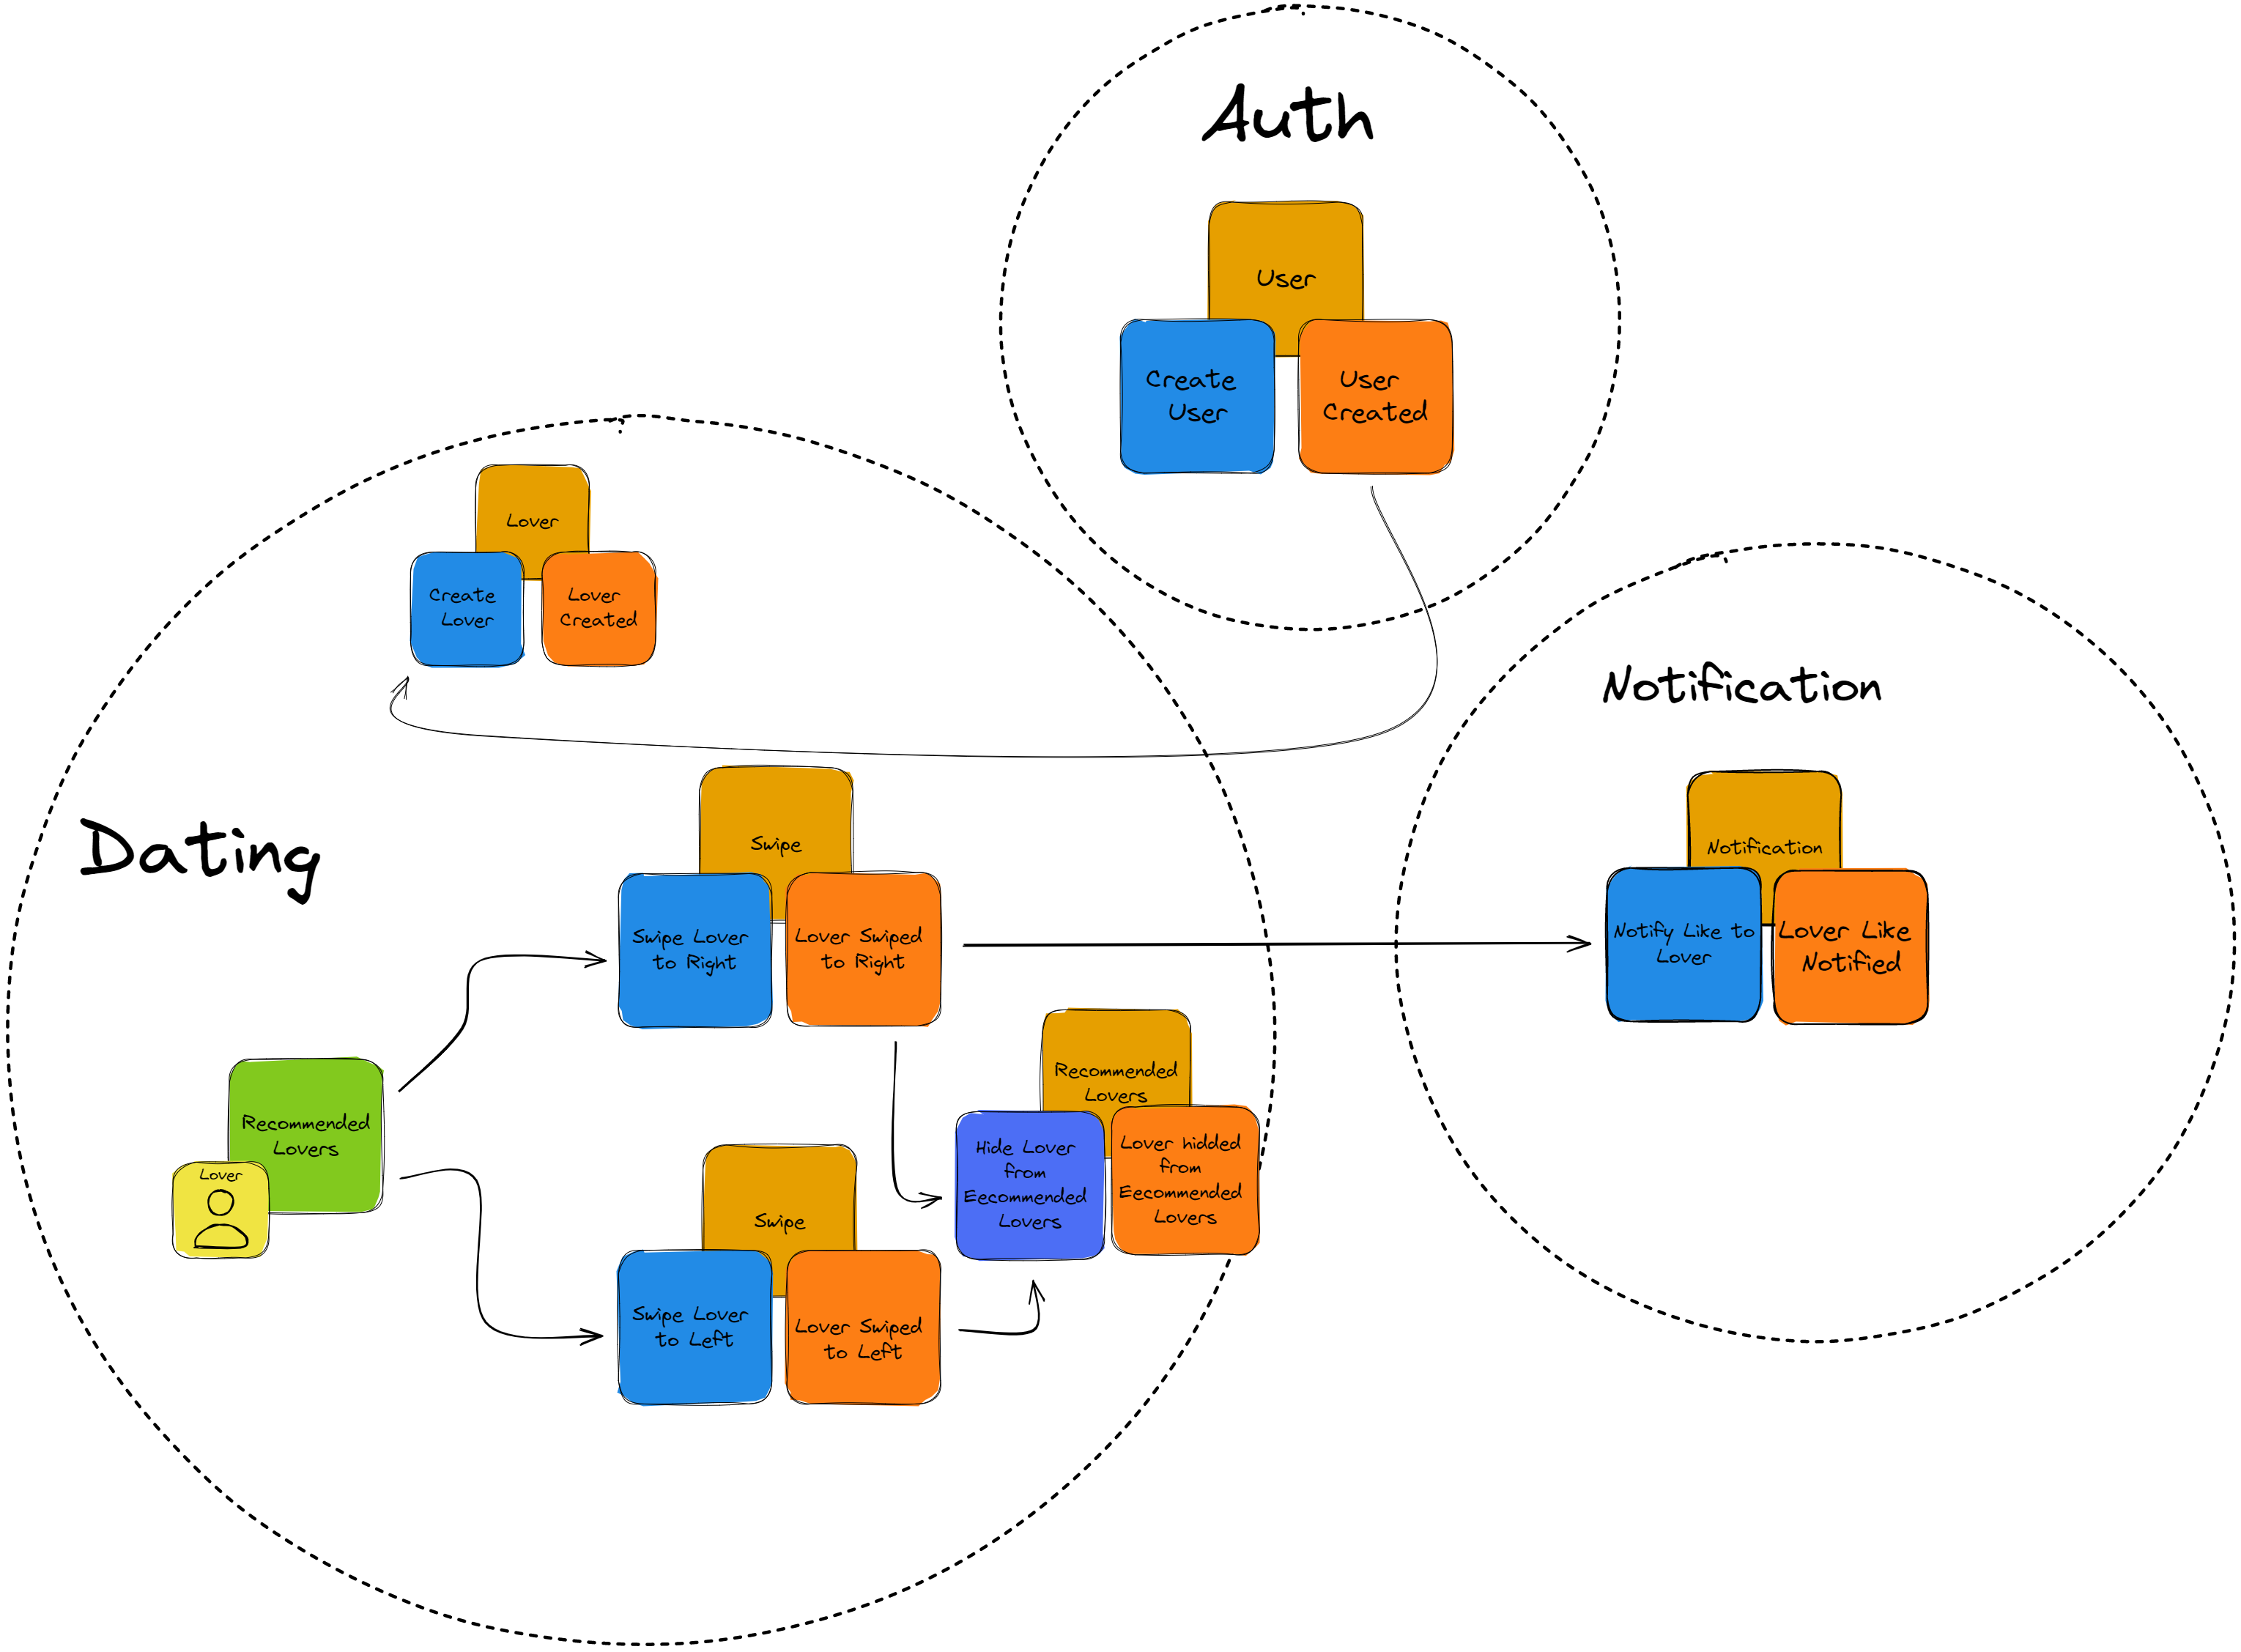 Auth
User
Create
User
User
Created
Lover
Create
Lover
Lover
Created
Notification
Dating
Swipe
Swipe Lover
to Right
Lover Swiped
to Right
Notification
Notify Like to
Lover
Lover Like
Notified
Recommended
Lovers
Lover
Recommended
Lovers
Hide Lover
from
Eecommended
Lovers
Lover hidded
from
Eecommended
Lovers
Swipe
Swipe Lover
to Left
Lover Swiped
to Left